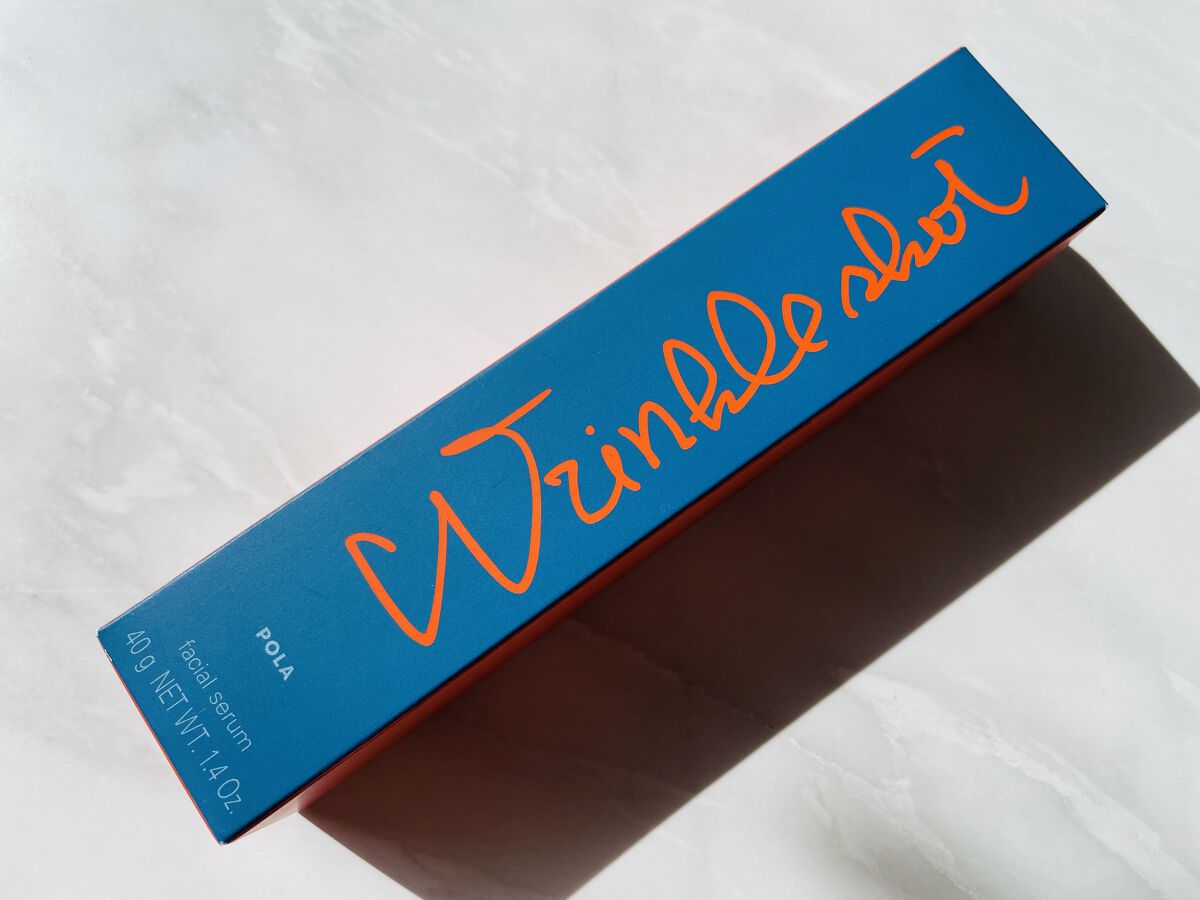 Wrinkle shot
POLA
facial serum
40 g NET WT. 1.4 Oz.